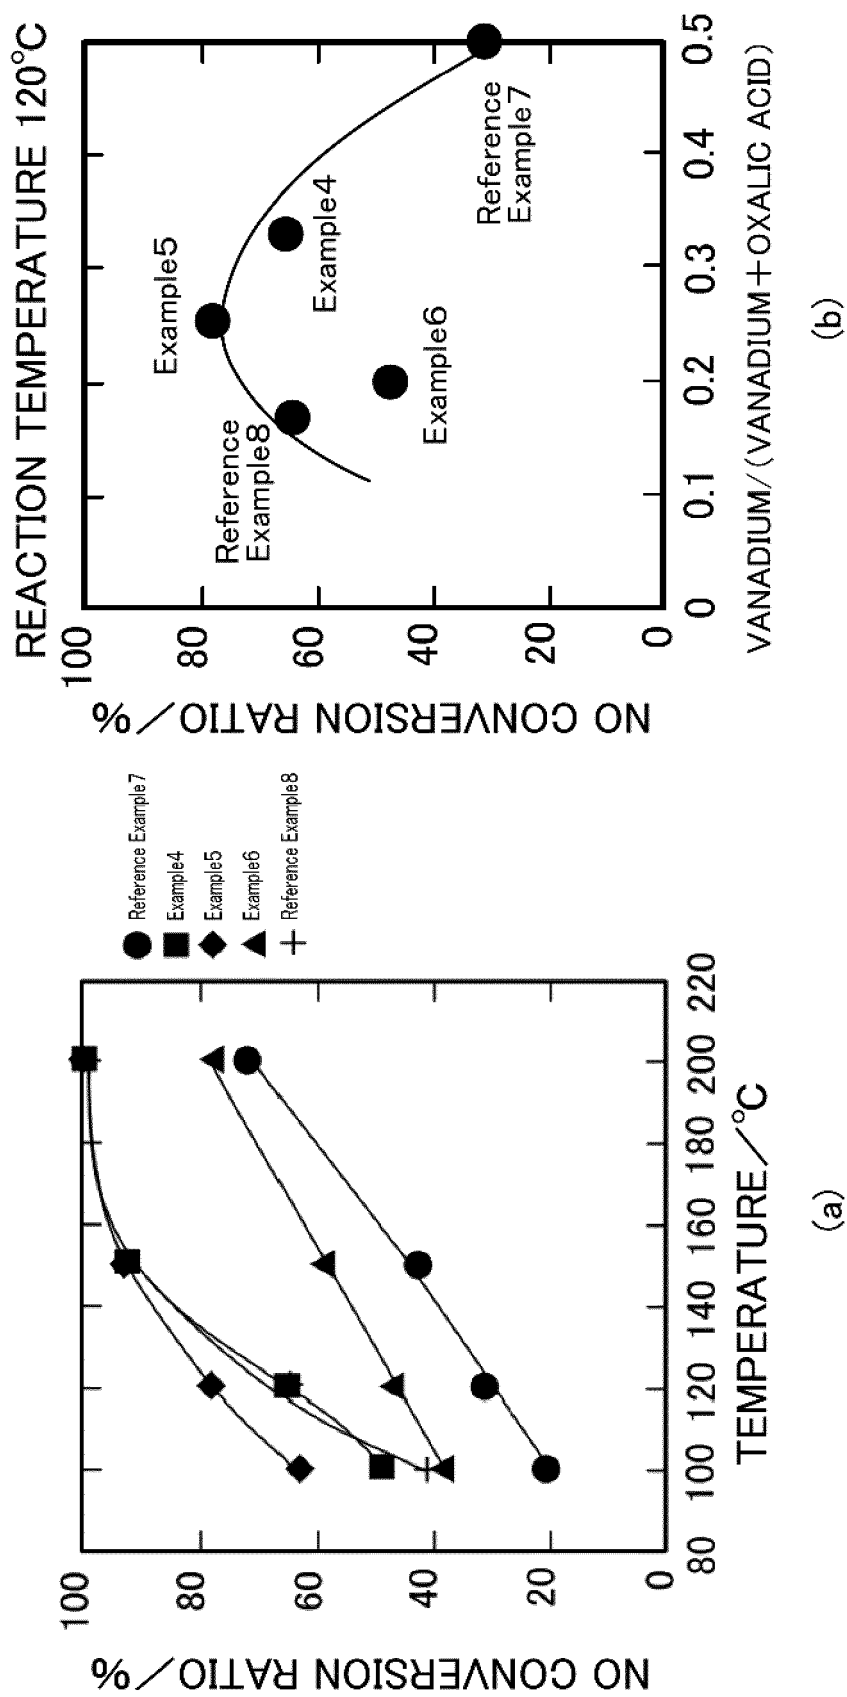 100
80
60
40
20
0
NO CONVERSION RATIO/%
80
100
120
140
160
180
200
220
TEMPERATURE/°C
Reference Example7
Example4
Example5
Example6
Reference Example8
(a)
REACTION TEMPERATURE 120°C
100
80
60
40
20
0
NO CONVERSION RATIO/%
Reference
Example8
Example5
Example6
Example4
Reference
Example7
0
0.1
0.2
0.3
0.4
0.5
VANADIUM/(VANADIUM+OXALIC ACID)
(b)